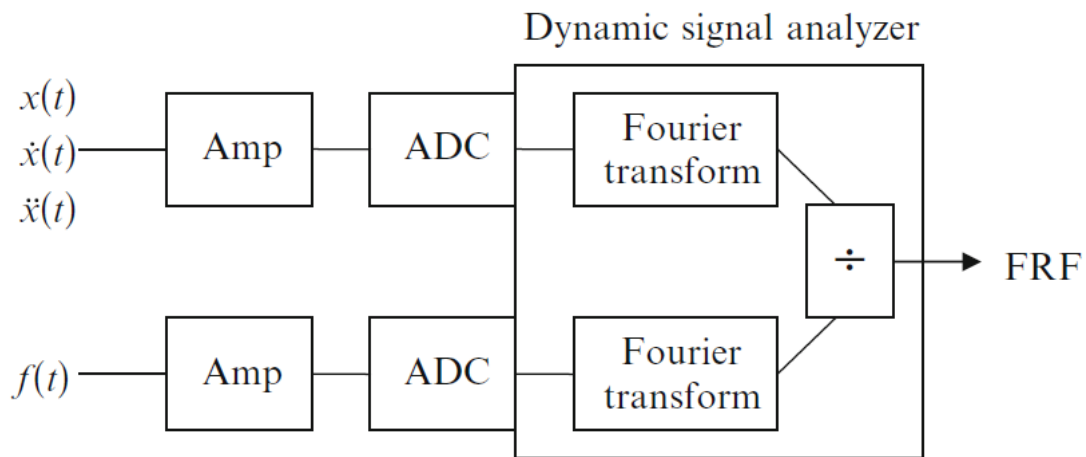 Dynamic signal analyzer
x(t)
ẋ(t)
ẍ(t)
Amp
ADC
Fourier
transform
÷
FRF
f(t)
Amp
ADC
Fourier
transform